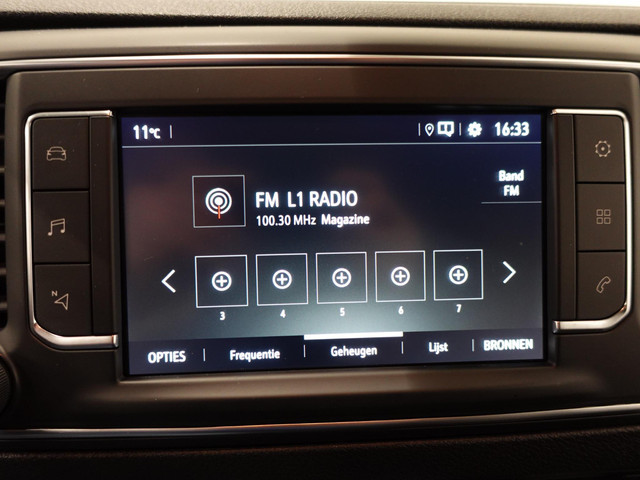 11°C 16:33
Band
FM
FM L1 RADIO
100.30 MHz Magazine
3 4 5 6 7
OPTIES Frequentie Geheugen Lijst BRONNEN
N